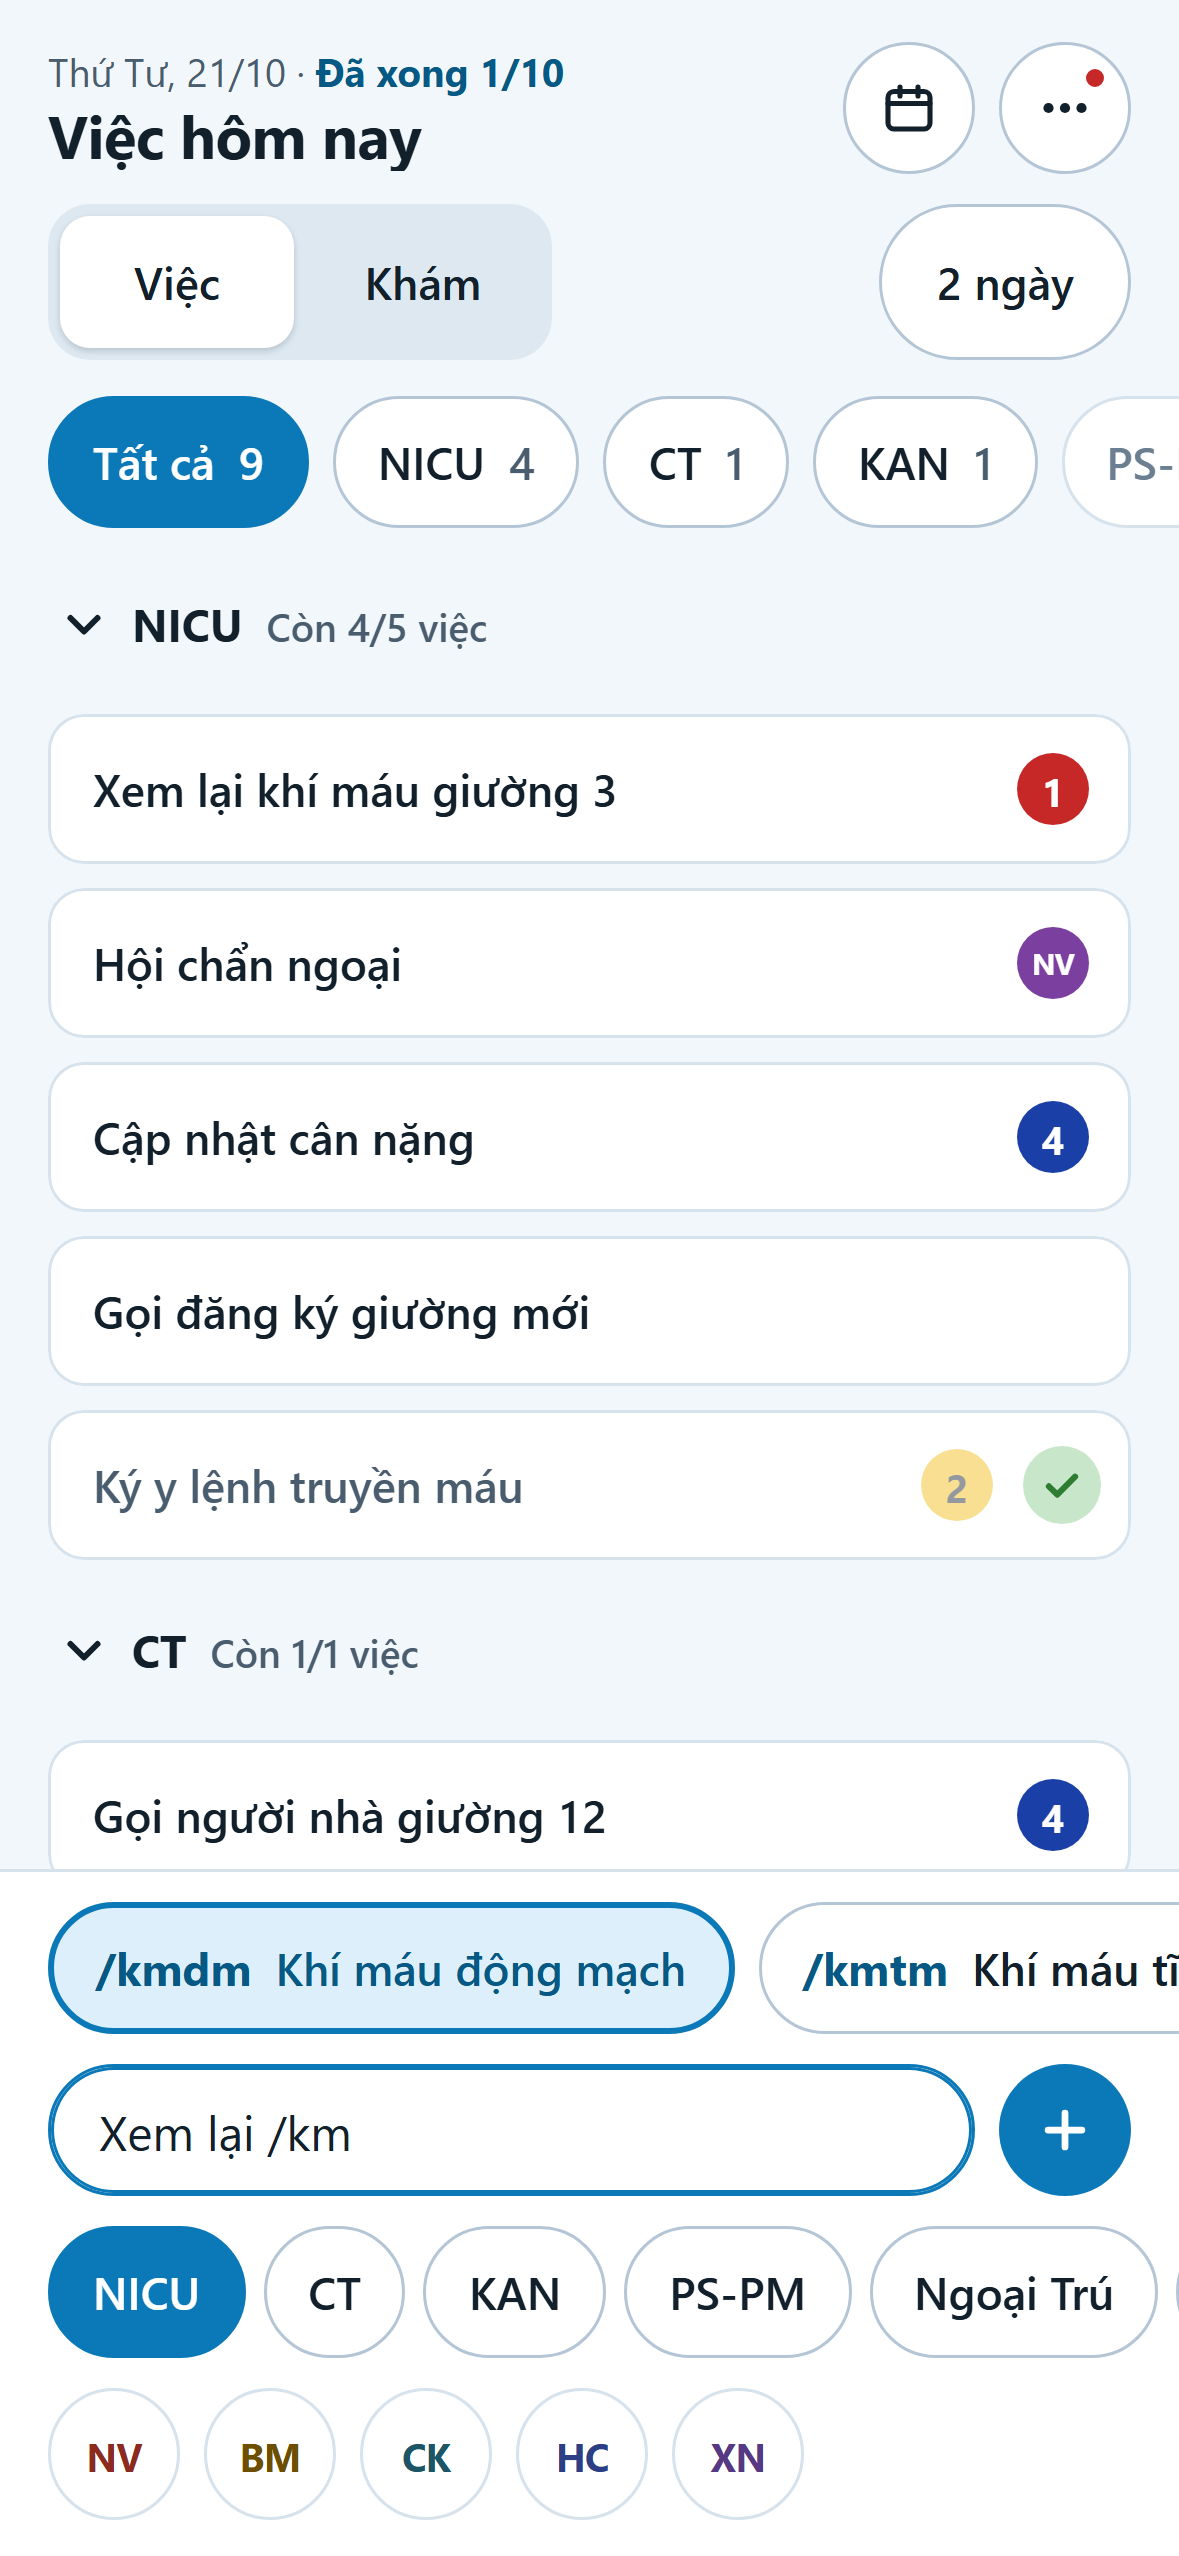 Thứ Tư, 21/10 · Đã xong 1/10
Việc hôm nay
Việc Khám 2 ngày
Tất cả 9 NICU 4 CT 1 KAN 1 PS-
NICU Còn 4/5 việc
Xem lại khí máu giường 3 1
Hội chẩn ngoại NV
Cập nhật cân nặng 4
Gọi đăng ký giường mới
Ký y lệnh truyền máu 2
CT Còn 1/1 việc
Gọi người nhà giường 12 4
/kmdm Khí máu động mạch /kmtm Khí máu tĩ
Xem lại /km
NICU CT KAN PS-PM Ngoại Trú
NV BM CK HC XN